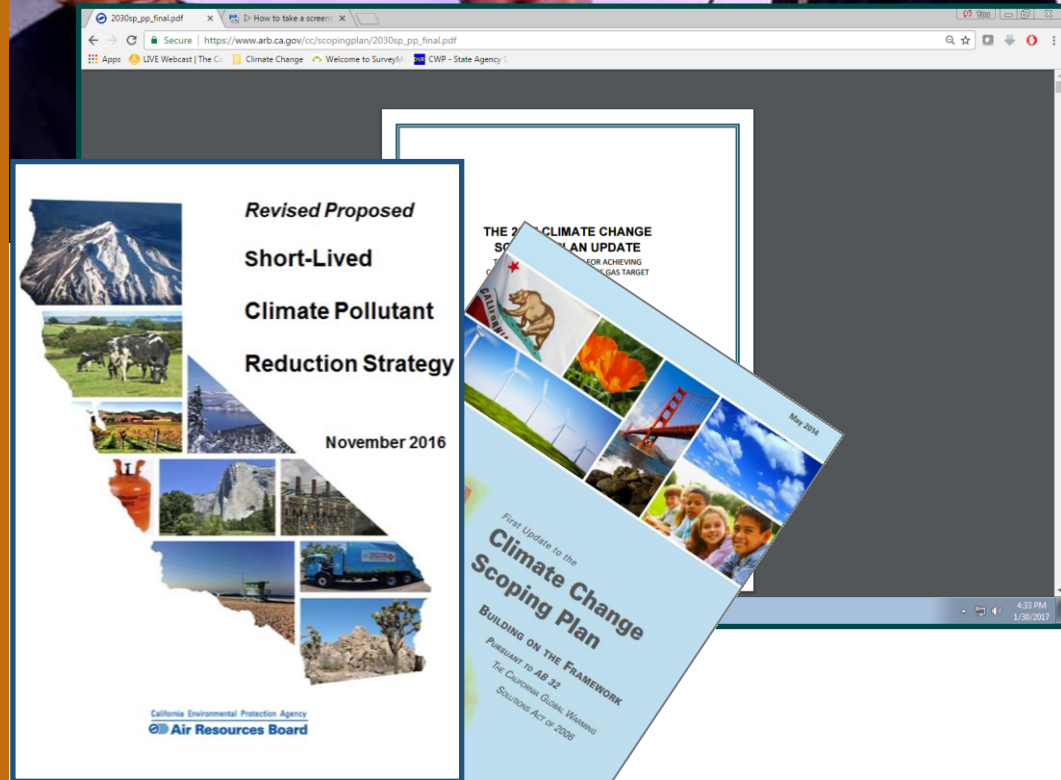 2030sp_pp_final.pdf
How to take a screens
Secure | https://www.arb.ca.gov/cc/scopingplan/2030sp_pp_final.pdf
Apps
LIVE Webcast | The Ca
Climate Change
Welcome to SurveyM
CWP - State Agency S
THE 2 CLIMATE CHANGE
SC AN UPDATE
FOR ACHIEVING
GAS TARGET
Revised Proposed
Short-Lived
Climate Pollutant
Reduction Strategy
November 2016
California Environmental Protection Agency
Air Resources Board
CALIFORNIA
May 2014
First Update to the
Climate Change
Scoping Plan
BUILDING ON THE FRAMEWORK
PURSUANT TO AB 32
THE CALIFORNIA GLOBAL WARMING
SOLUTIONS ACT OF 2006
4:33 PM
1/30/2017